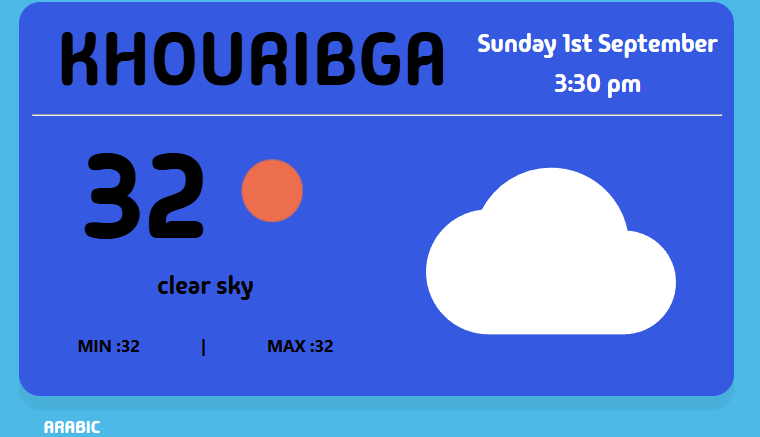 KHOURIBGA
Sunday 1st September
3:30 pm
32
clear sky
MIN :32 | MAX :32
ARABIC